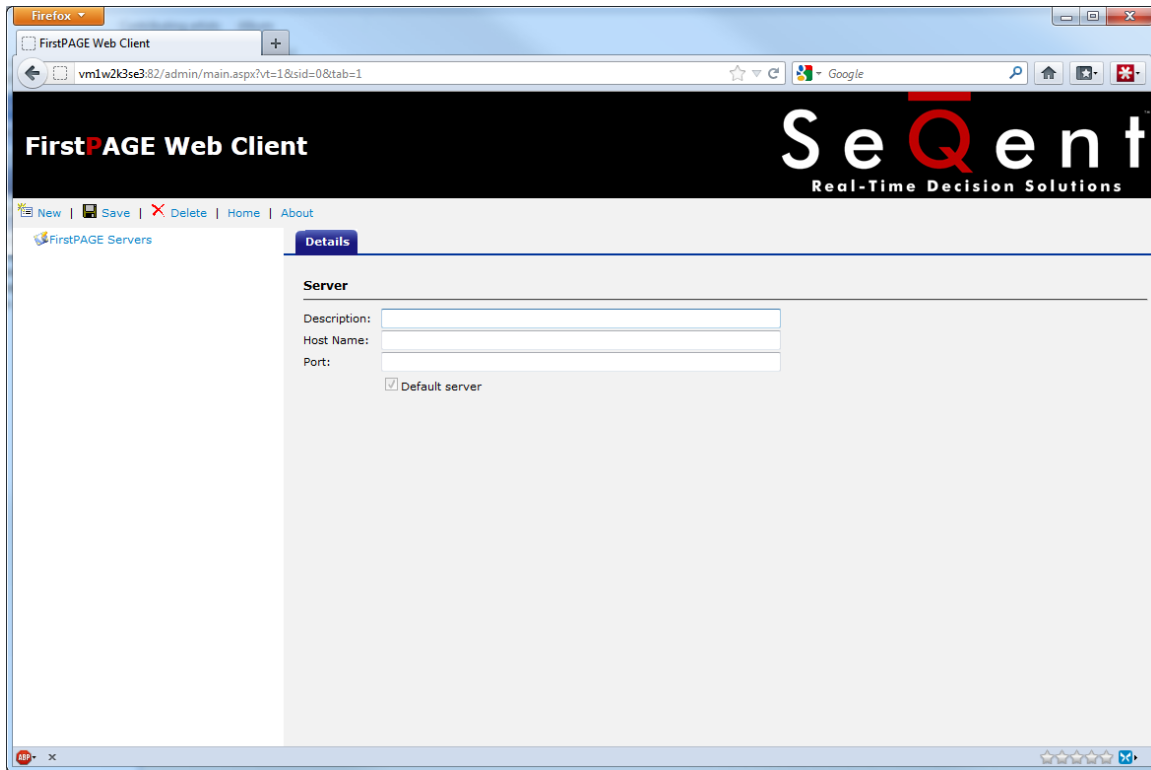 Firefox
FirstPAGE Web Client
+
vm1w2k3se3:82/admin/main.aspx?vt=1&sid=0&tab=1
Google
FirstPAGE Web Client
SeQent™
Real-Time Decision Solutions
New | Save | Delete | Home | About
FirstPAGE Servers
Details
Server
Description:
Host Name:
Port:
Default server
ABP
x